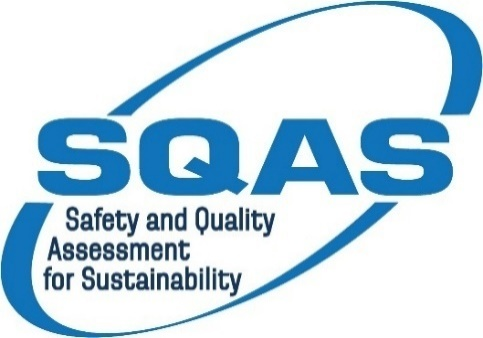 SQAS
Safety and Quality
Assessment
for Sustainability